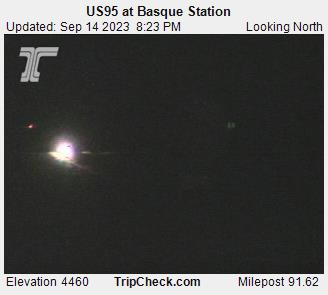 US95 at Basque Station
Updated: Sep 14 2023 8:23 PM Looking North
Elevation 4460 TripCheck.com Milepost 91.62